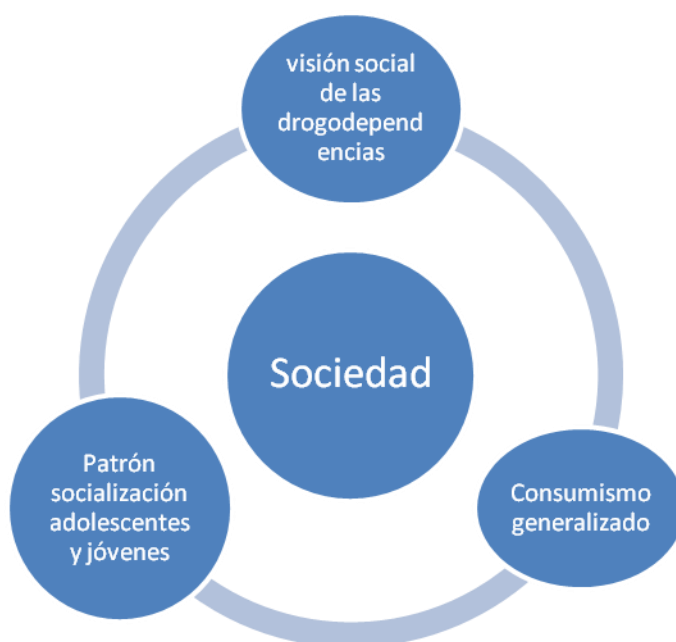 visión social
de las
drogodepend
encias
Sociedad
Patrón
socialización
adolescentes
y jóvenes
Consumismo
generalizado